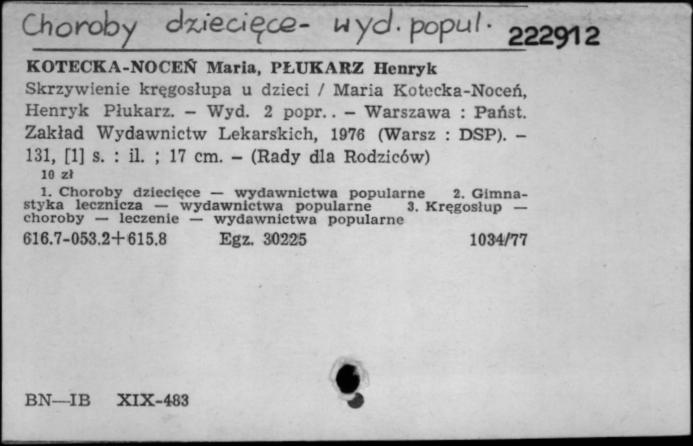 Choroby dziecięce- wyd. popul. 222912
KOTECKA-NOCEŃ Maria, PŁUKARZ Henryk
Skrzywienie kręgosłupa u dzieci / Maria Kotecka-Noceń,
Henryk Płukarz. – Wyd. 2 popr.. – Warszawa : Państ.
Zakład Wydawnictw Lekarskich, 1976 (Warsz : DSP). –
131, [1] s. : il. ; 17 cm. – (Rady dla Rodziców)
10 zł
1. Choroby dziecięce — wydawnictwa popularne 2. Gimna-
styka lecznicza — wydawnictwa popularne 3. Kręgosłup —
choroby — leczenie — wydawnictwa popularne
616.7-053.2+615.8 Egz. 30225 1034/77
BN—IB XIX-483